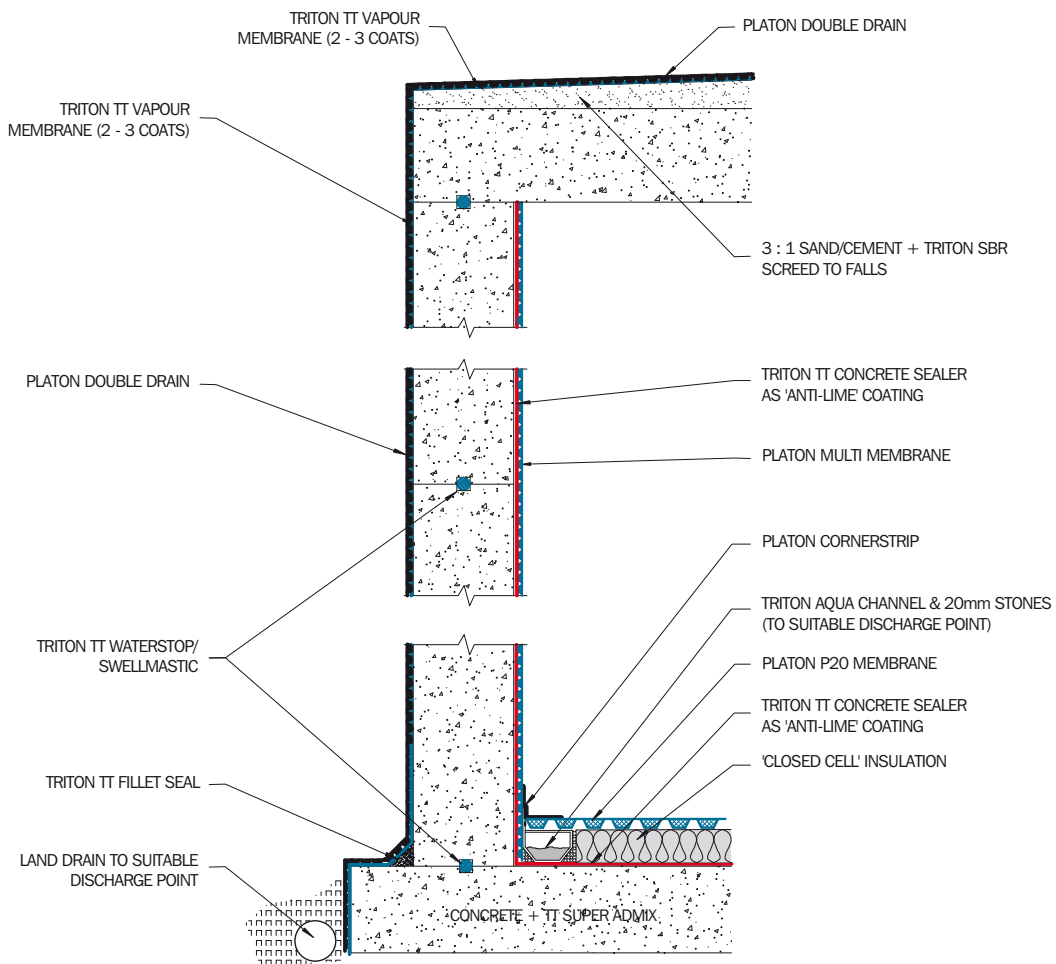 TRITON TT VAPOUR
MEMBRANE (2 - 3 COATS)
PLATON DOUBLE DRAIN
TRITON TT VAPOUR
MEMBRANE (2 - 3 COATS)
3 : 1 SAND/CEMENT + TRITON SBR
SCREED TO FALLS
PLATON DOUBLE DRAIN
TRITON TT CONCRETE SEALER
AS 'ANTI-LIME' COATING
PLATON MULTI MEMBRANE
PLATON CORNERSTRIP
TRITON AQUA CHANNEL & 20mm STONES
(TO SUITABLE DISCHARGE POINT)
TRITON TT WATERSTOP/
SWELLMASTIC
PLATON P20 MEMBRANE
TRITON TT CONCRETE SEALER
AS 'ANTI-LIME' COATING
'CLOSED CELL' INSULATION
TRITON TT FILLET SEAL
LAND DRAIN TO SUITABLE
DISCHARGE POINT
CONCRETE + TT SUPER ADMIX